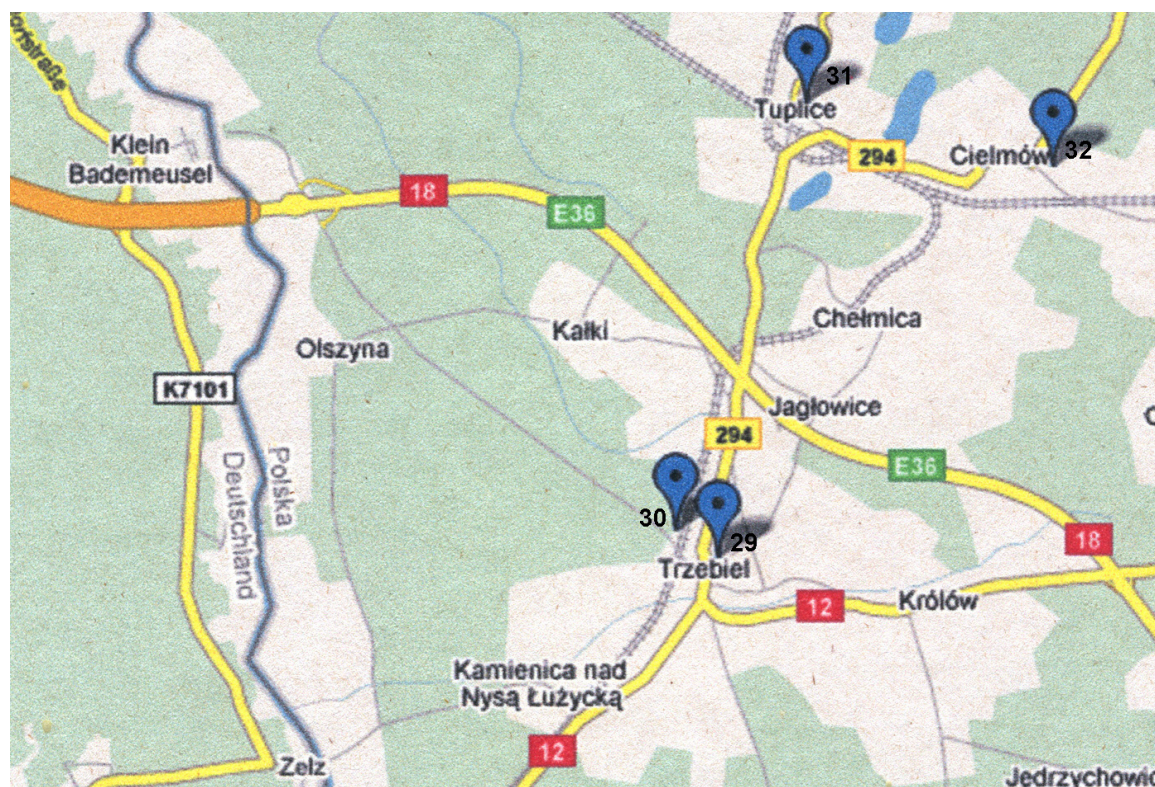 31
Tuplice
Klein
Bademeusel
294
Cielmów
32
18
E36
Chełmica
Kałki
Olszyna
K7101
Jagłowice
294
E36
Polska
Deutschland
30
29
18
Trzebiel
12
Królów
Kamienica nad
Nysą Łużycką
12
Zelz